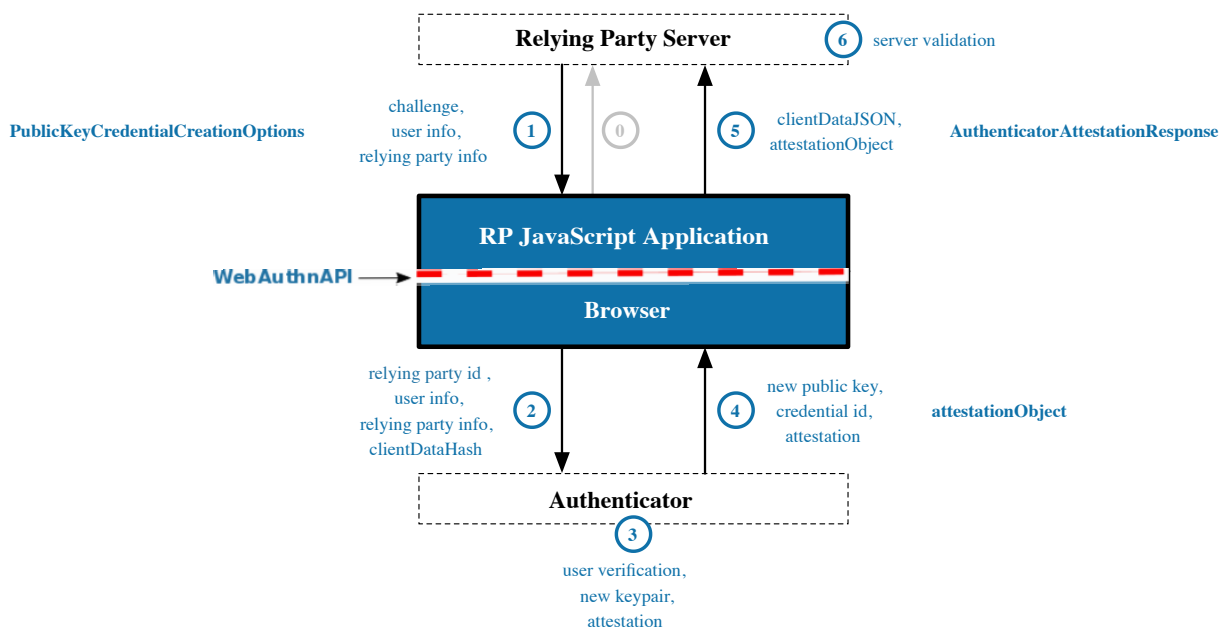 Relying Party Server
6
server validation
PublicKeyCredentialCreationOptions
challenge,
user info,
relying party info
1
0
5
clientDataJSON,
attestationObject
AuthenticatorAttestationResponse
RP JavaScript Application
WebAuthnAPI
Browser
relying party id ,
user info,
relying party info,
clientDataHash
2
4
new public key,
credential id,
attestation
attestationObject
Authenticator
3
user verification,
new keypair,
attestation